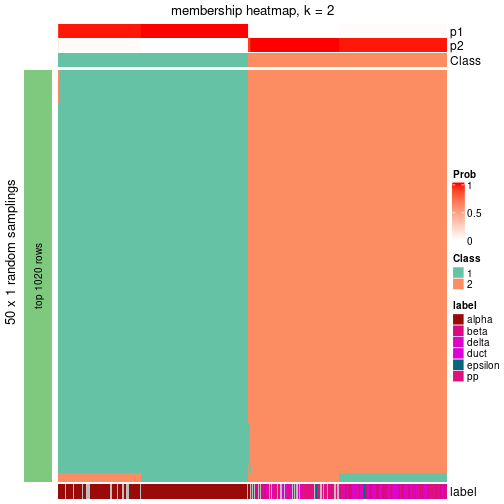 membership heatmap, k = 2
p1
p2
Class
50 x 1 random samplings
top 1020 rows
Prob
1
0.5
0
Class
1
2
label
alpha
beta
delta
duct
epsilon
pp
label